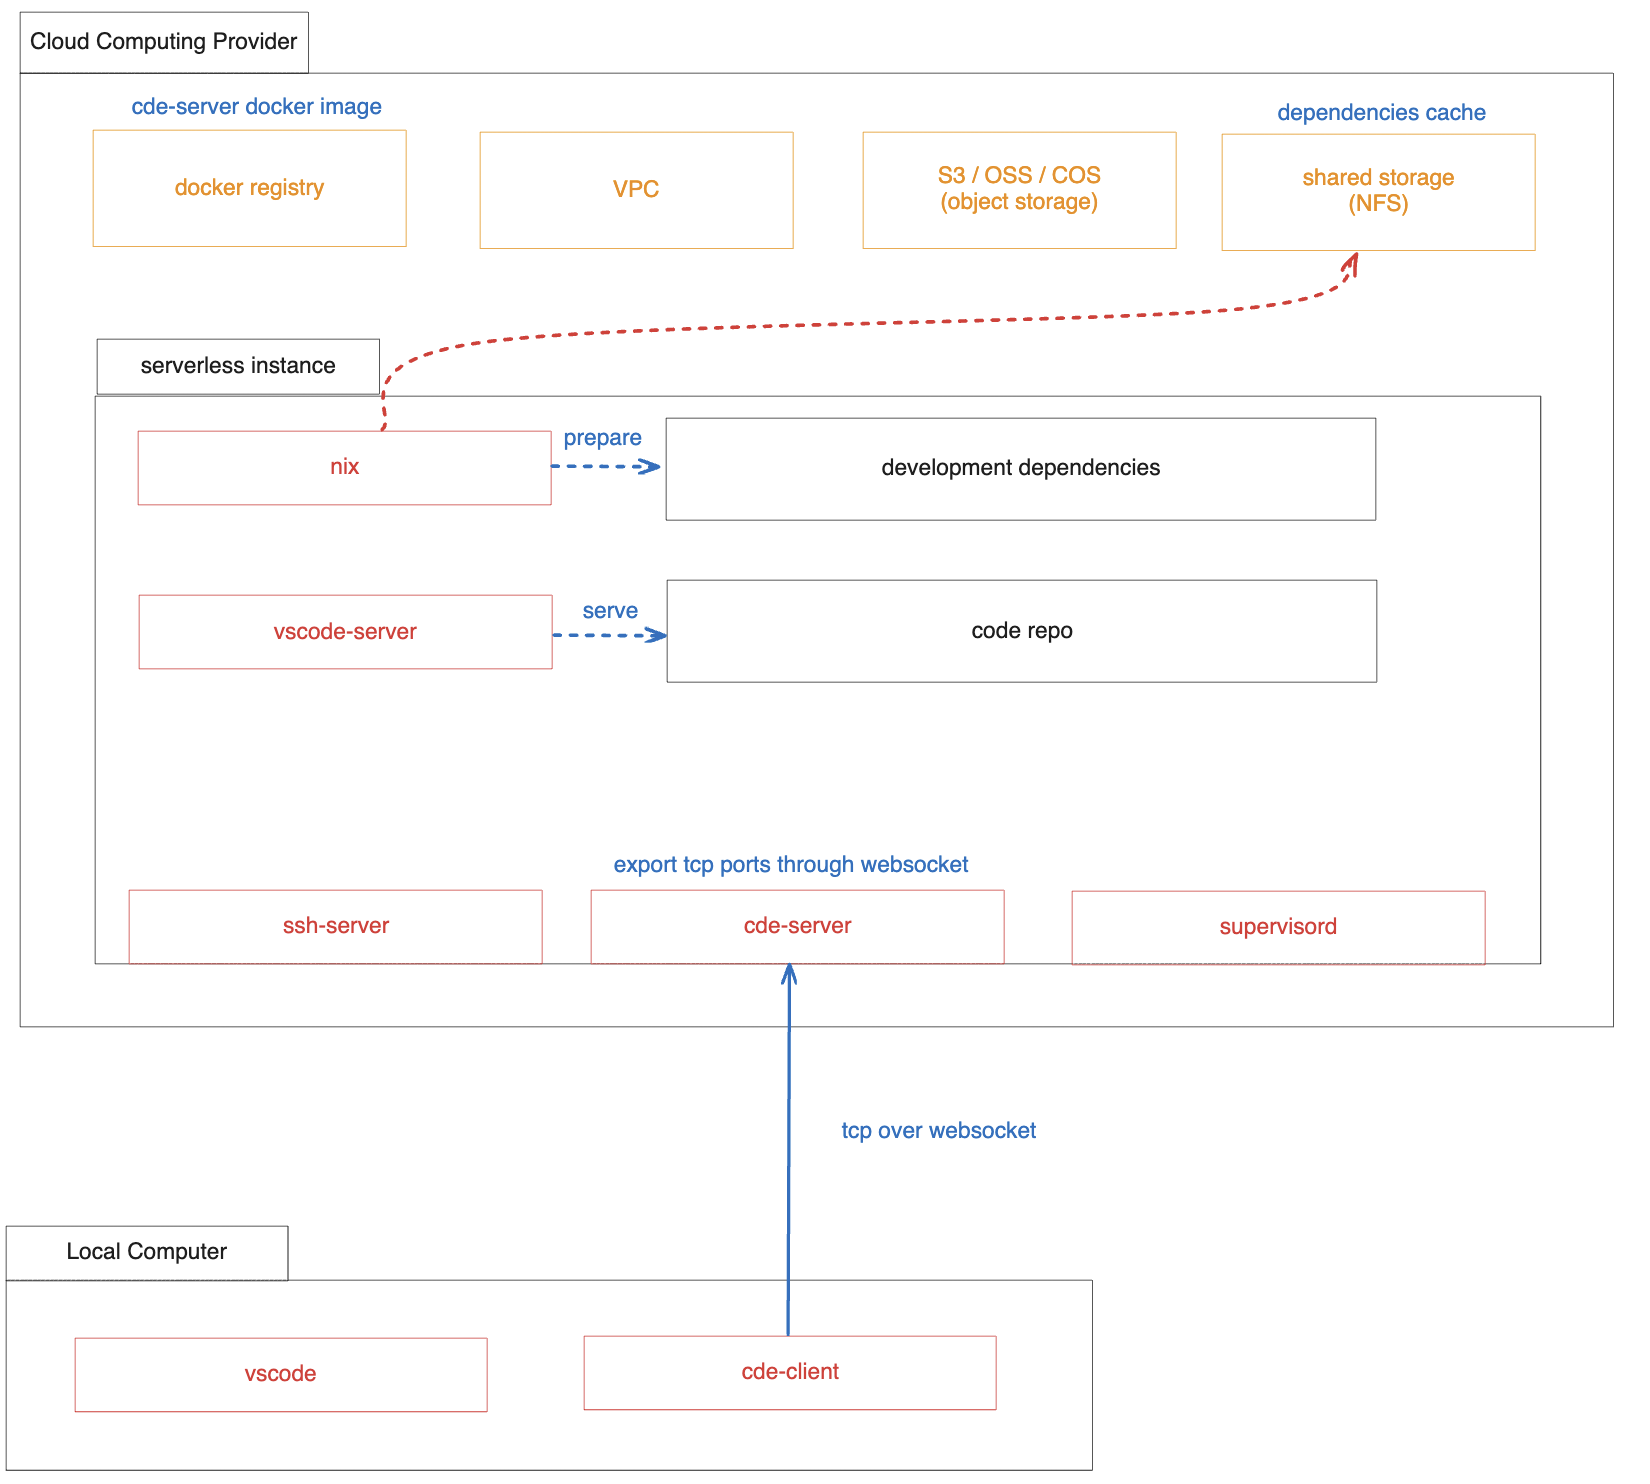 Cloud Computing Provider
cde-server docker image
dependencies cache
docker registry
VPC
S3 / OSS / COS
(object storage)
shared storage
(NFS)
serverless instance
nix
prepare
development dependencies
vscode-server
serve
code repo
export tcp ports through websocket
ssh-server
cde-server
supervisord
tcp over websocket
Local Computer
vscode
cde-client